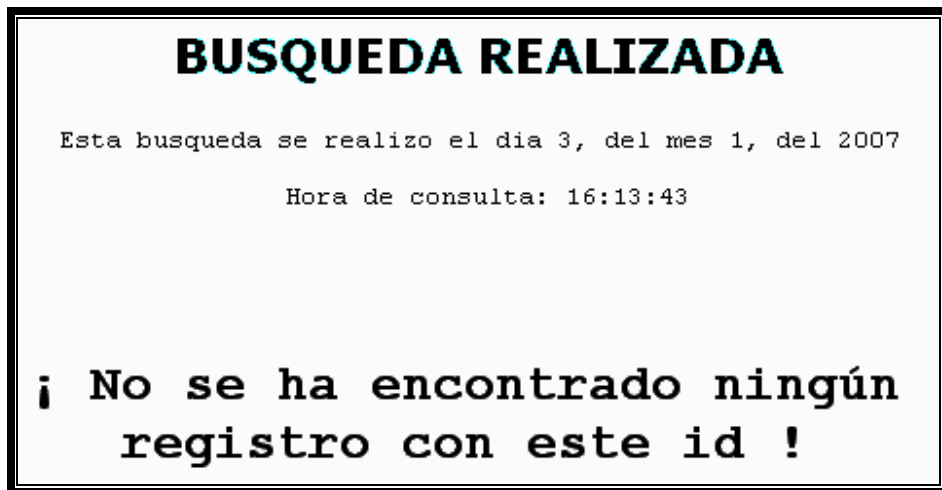 BUSQUEDA REALIZADA
Esta busqueda se realizo el dia 3, del mes 1, del 2007
Hora de consulta: 16:13:43
¡ No se ha encontrado ningún
registro con este id !